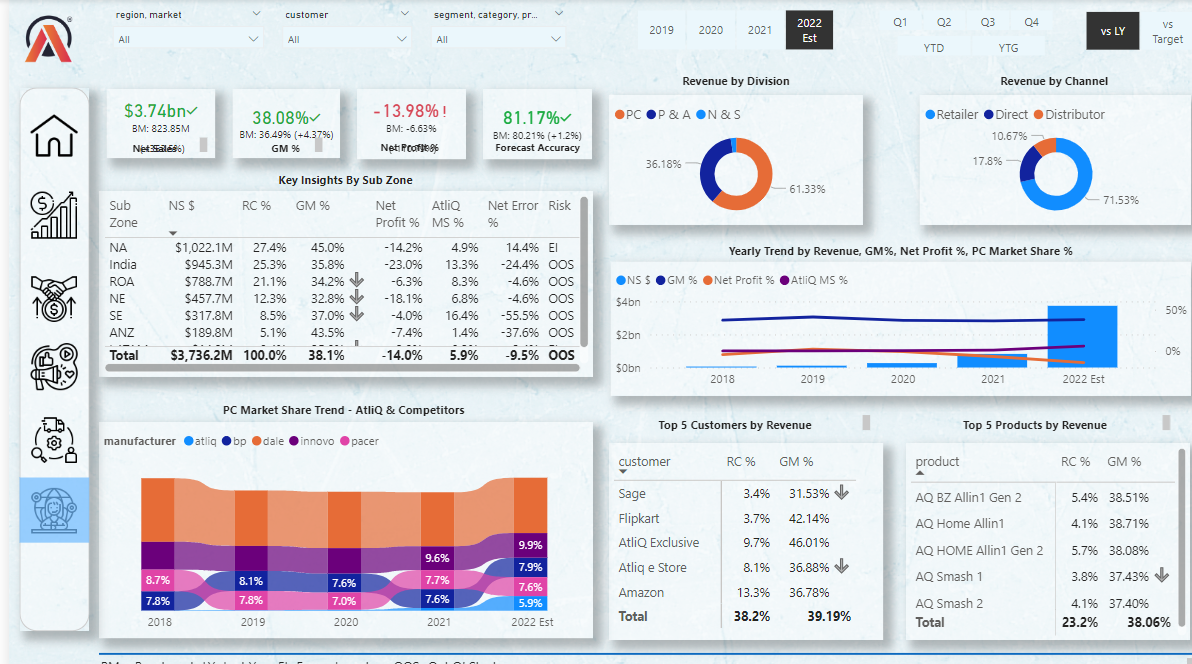 region, market
customer
segment, category, pr...
All
All
All
2019
2020
2021
2022 Est
Q1
Q2
Q3
Q4
YTD
YTG
vs LY
vs Target
$3.74bn
BM: 823.85M
Net Sales
38.08%
BM: 36.49% (+4.37%)
GM %
-13.98% !
BM: -6.63%
Net Profit %
81.17%
BM: 80.21% (+1.2%)
Forecast Accuracy
Revenue by Division
PC P & A N & S
36.18%
61.33%
Revenue by Channel
Retailer Direct Distributor
10.67%
17.8%
71.53%
Key Insights By Sub Zone
Sub Zone NS $ RC % GM % Net Profit % AtliQ MS % Net Error % Risk
NA $1,022.1M 27.4% 45.0% -14.2% 4.9% 14.4% EI
India $945.3M 25.3% 35.8% -23.0% 13.3% -24.4% OOS
ROA $788.7M 21.1% 34.2% -6.3% 8.3% -4.6% OOS
NE $457.7M 12.3% 32.8% -18.1% 6.8% -4.6% OOS
SE $317.8M 8.5% 37.0% -4.0% 16.4% -55.5% OOS
ANZ $189.8M 5.1% 43.5% -7.4% 1.4% -37.6% OOS
Total $3,736.2M 100.0% 38.1% -14.0% 5.9% -9.5% OOS
Yearly Trend by Revenue, GM%, Net Profit %, PC Market Share %
NS $ GM % Net Profit % AtliQ MS %
$4bn
$2bn
$0bn
50%
0%
2018 2019 2020 2021 2022 Est
PC Market Share Trend - AtliQ & Competitors
manufacturer atliq bp dale innovo pacer
8.7%
7.8%
8.1%
7.8%
7.6%
7.0%
9.6%
7.7%
7.6%
9.9%
7.9%
7.6%
5.9%
2018 2019 2020 2021 2022 Est
Top 5 Customers by Revenue
customer RC % GM %
Sage 3.4% 31.53%
Flipkart 3.7% 42.14%
AtliQ Exclusive 9.7% 46.01%
Atliq e Store 8.1% 36.88%
Amazon 13.3% 36.78%
Total 38.2% 39.19%
Top 5 Products by Revenue
product RC % GM %
AQ BZ Allin1 Gen 2 5.4% 38.51%
AQ Home Allin1 4.1% 38.71%
AQ HOME Allin1 Gen 2 5.7% 38.08%
AQ Smash 1 3.8% 37.43%
AQ Smash 2 4.1% 37.40%
Total 23.2% 38.06%